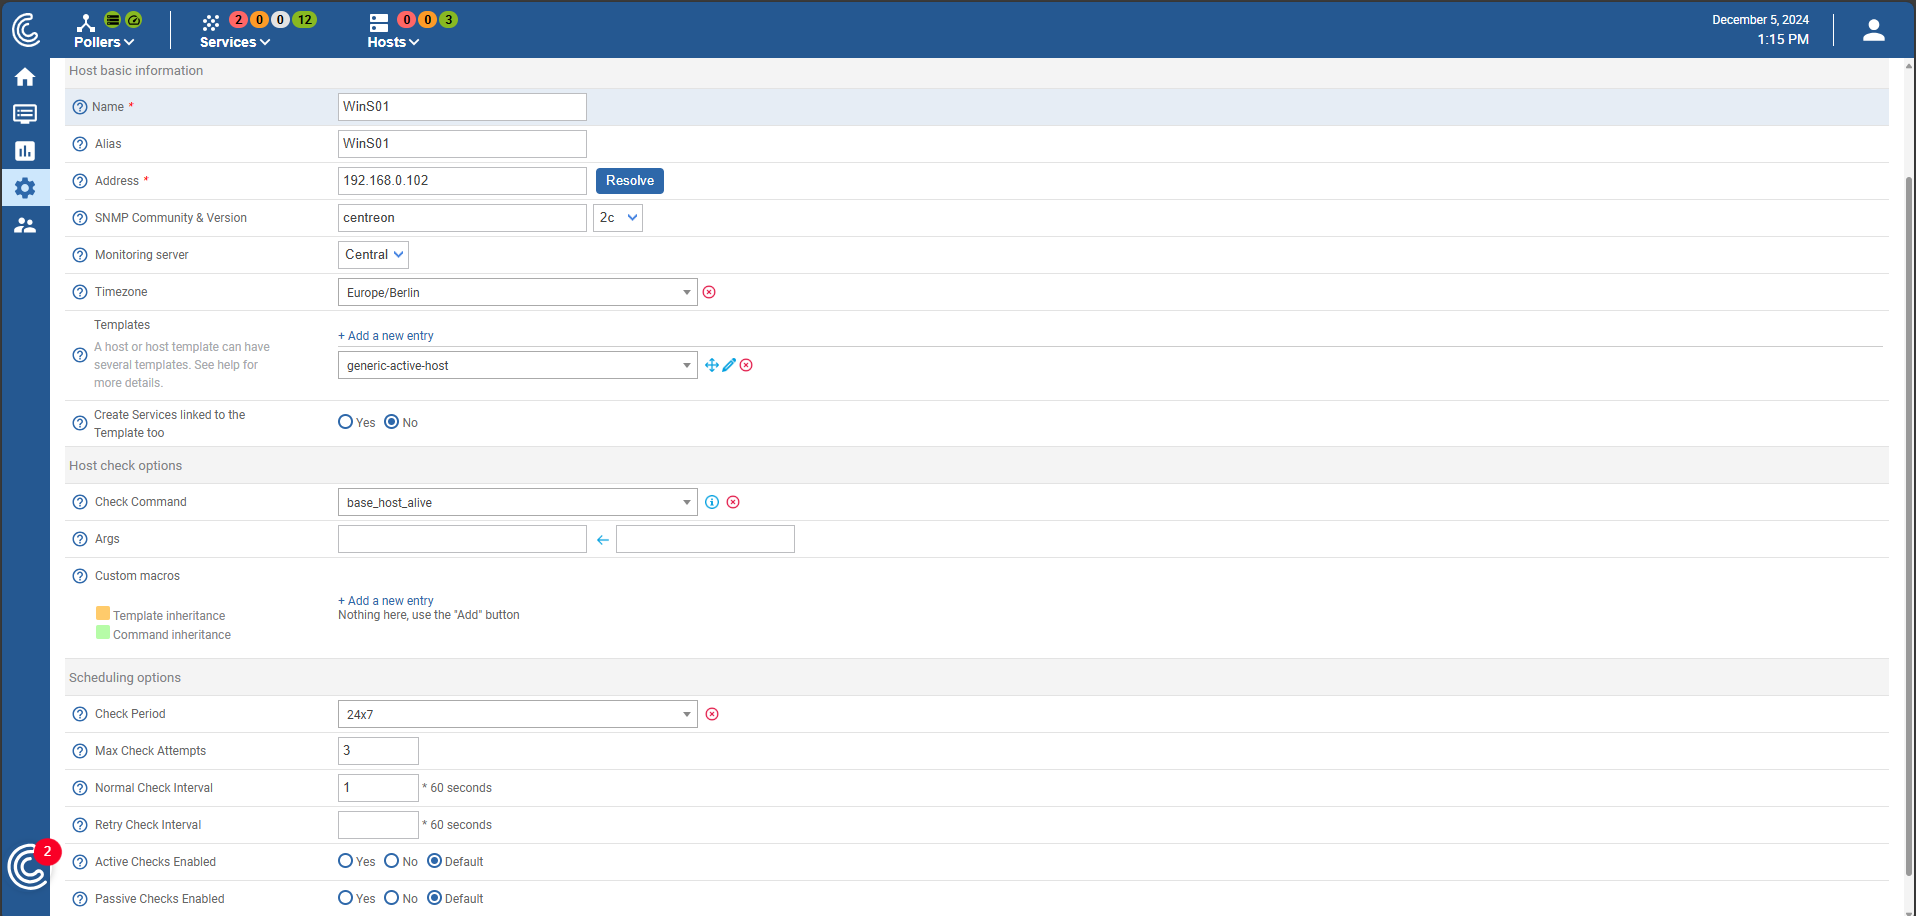 2 0 0 12
0 0 3
Pollers
Services
Hosts
December 5, 2024
1:15 PM
Host basic information
Name *
WinS01
Alias
WinS01
Address *
192.168.0.102
Resolve
SNMP Community & Version
centreon
2c
Monitoring server
Central
Timezone
Europe/Berlin
Templates
A host or host template can have
several templates. See help for
more details.
+ Add a new entry
generic-active-host
Create Services linked to the
Template too
Yes No
Host check options
Check Command
base_host_alive
Args
Custom macros
Template inheritance
Command inheritance
+ Add a new entry
Nothing here, use the "Add" button
Scheduling options
Check Period
24x7
Max Check Attempts
3
Normal Check Interval
1
* 60 seconds
Retry Check Interval
* 60 seconds
Active Checks Enabled
Yes No Default
Passive Checks Enabled
Yes No Default
2